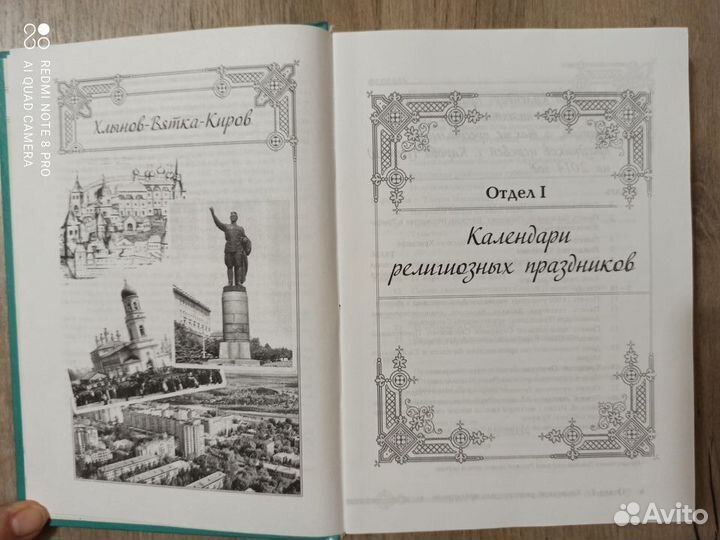 REDMI NOTE 8 PRO
AI QUAD CAMERA
Хлынов-Вятка-Киров
Отдел I
Календари
религиозных праздников
Avito